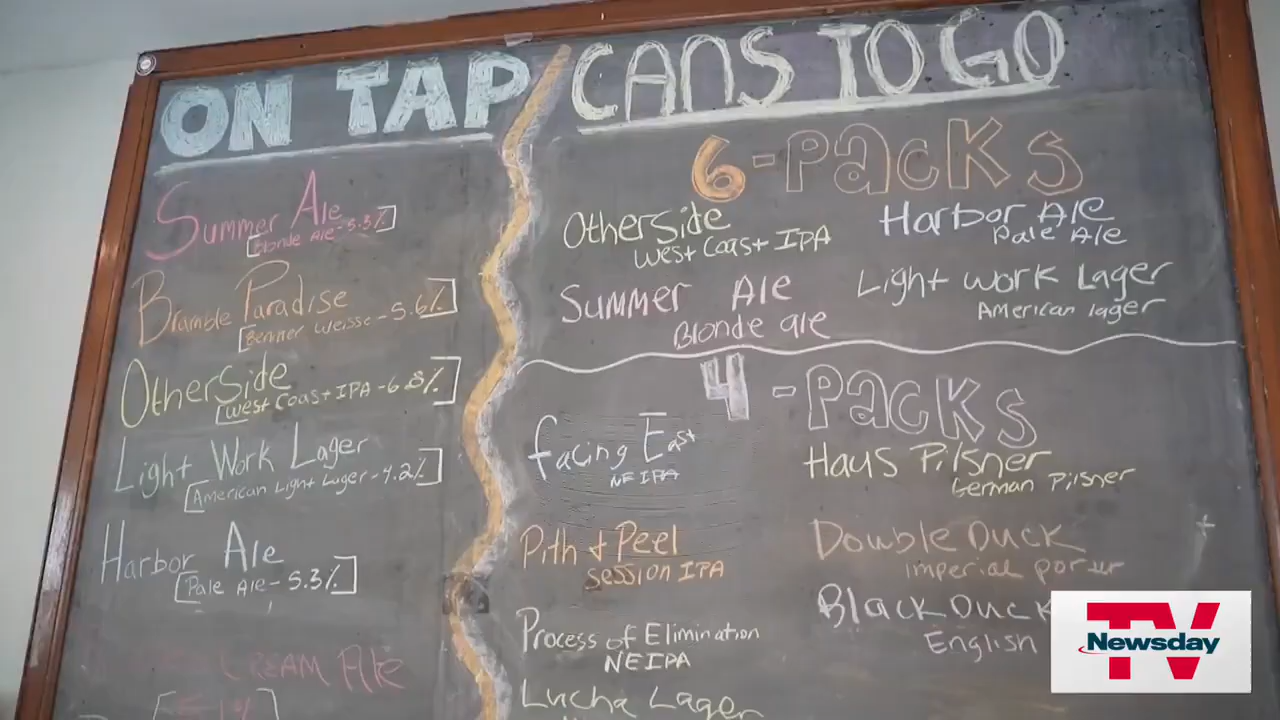 ON TAP
Summer Ale
Blonde Ale - 5.3%
Bramble Paradise
Berliner Weisse - 5.6%
Otherside
West Coast IPA - 6.8%
Light Work Lager
American Light Lager - 4.2%
Harbor Ale
Pale Ale - 5.3%
CREAM Ale
CANS TO GO
6-PACKS
Otherside
West Coast IPA
Summer Ale
Blonde ale
Harbor Ale
Pale Ale
Light Work Lager
American lager
4-PACKS
facing East
NEIPA
Pith + Peel
session IPA
Process of Elimination
NEIPA
Lucha Lager
Haus Pilsner
German Pilsner
Double Duck
imperial porter
Black Duck
English
TV
Newsday